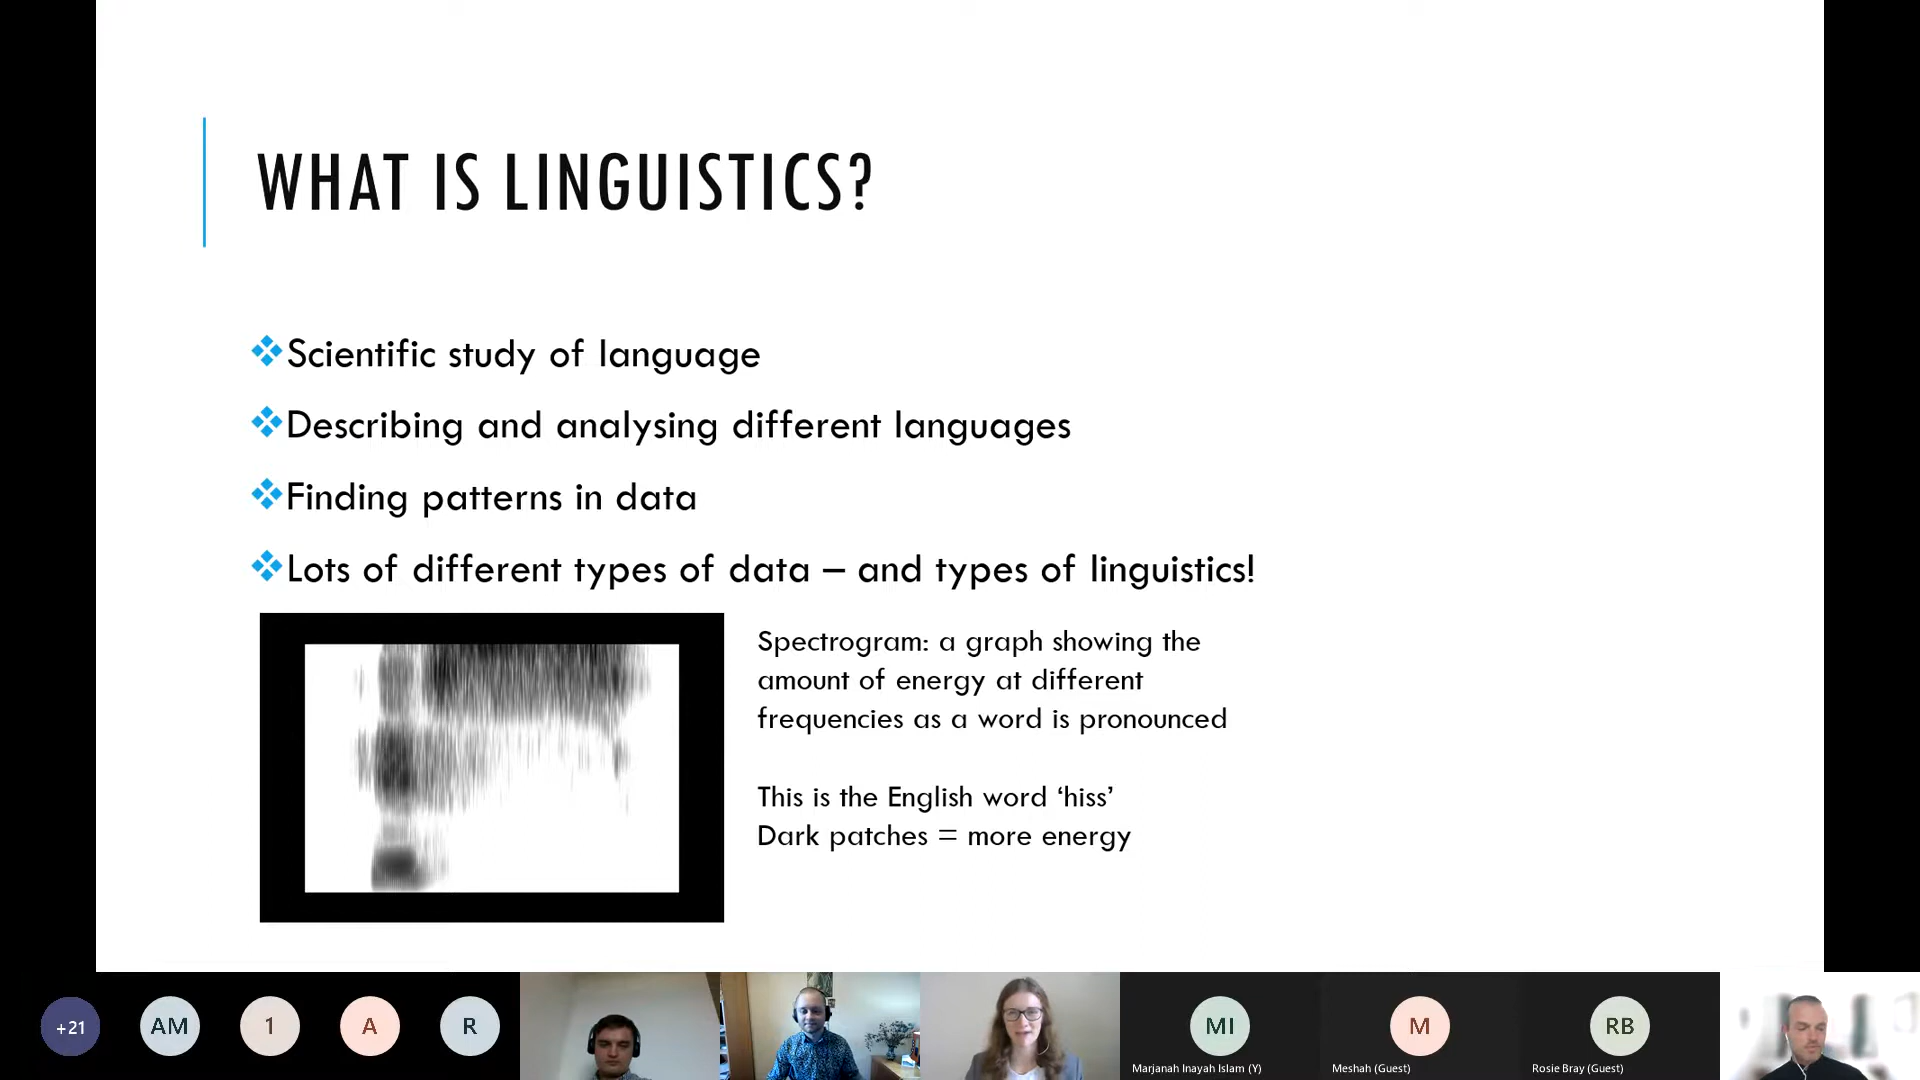 WHAT IS LINGUISTICS?
Scientific study of language
Describing and analysing different languages
Finding patterns in data
Lots of different types of data – and types of linguistics!
Spectrogram: a graph showing the
amount of energy at different
frequencies as a word is pronounced
This is the English word ‘hiss’
Dark patches = more energy
+21
AM
1
A
R
MI
M
RB
Marjanah Inayah Islam (Y)
Meshah (Guest)
Rosie Bray (Guest)